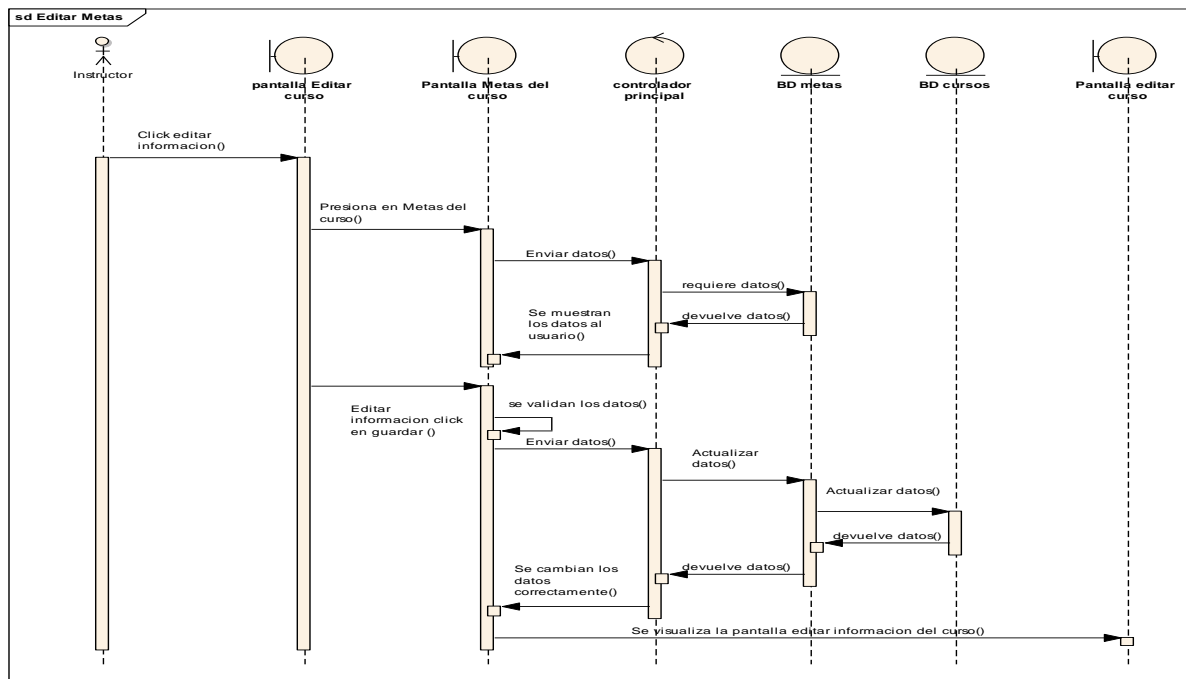 sd Editar Metas
Instructor
pantalla Editar
curso
Pantalla Metas del
curso
controlador
principal
BD metas
BD cursos
Pantalla editar
curso
Click editar
informacion()
Presiona en Metas del
curso()
Enviar datos()
requiere datos()
devuelve datos()
Se muestran
los datos al
usuario()
Editar
informacion click
en guardar ()
se validan los datos()
Enviar datos()
Actualizar
datos()
Actualizar datos()
devuelve datos()
devuelve datos()
Se cambian los
datos
correctamente()
Se visualiza la pantalla editar informacion del curso()